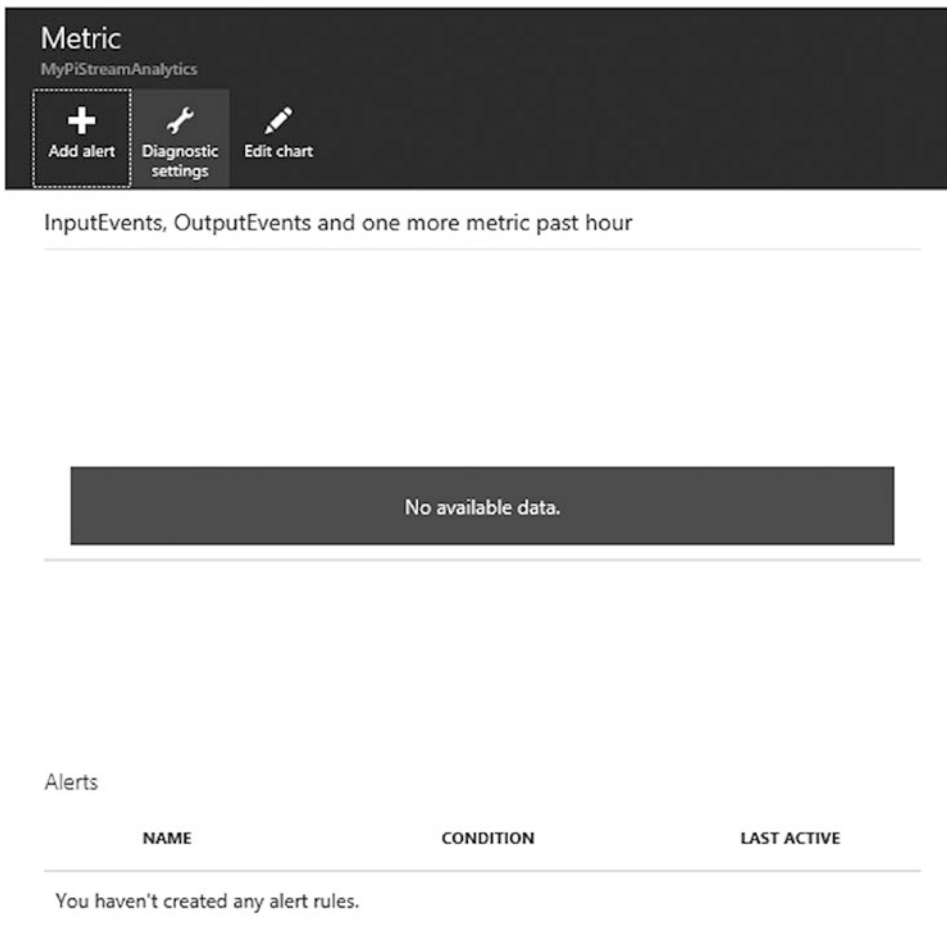 Metric
MyPiStreamAnalytics
Add alert
Diagnostic
settings
Edit chart
InputEvents, OutputEvents and one more metric past hour
No available data.
Alerts
NAME CONDITION LAST ACTIVE
You haven't created any alert rules.